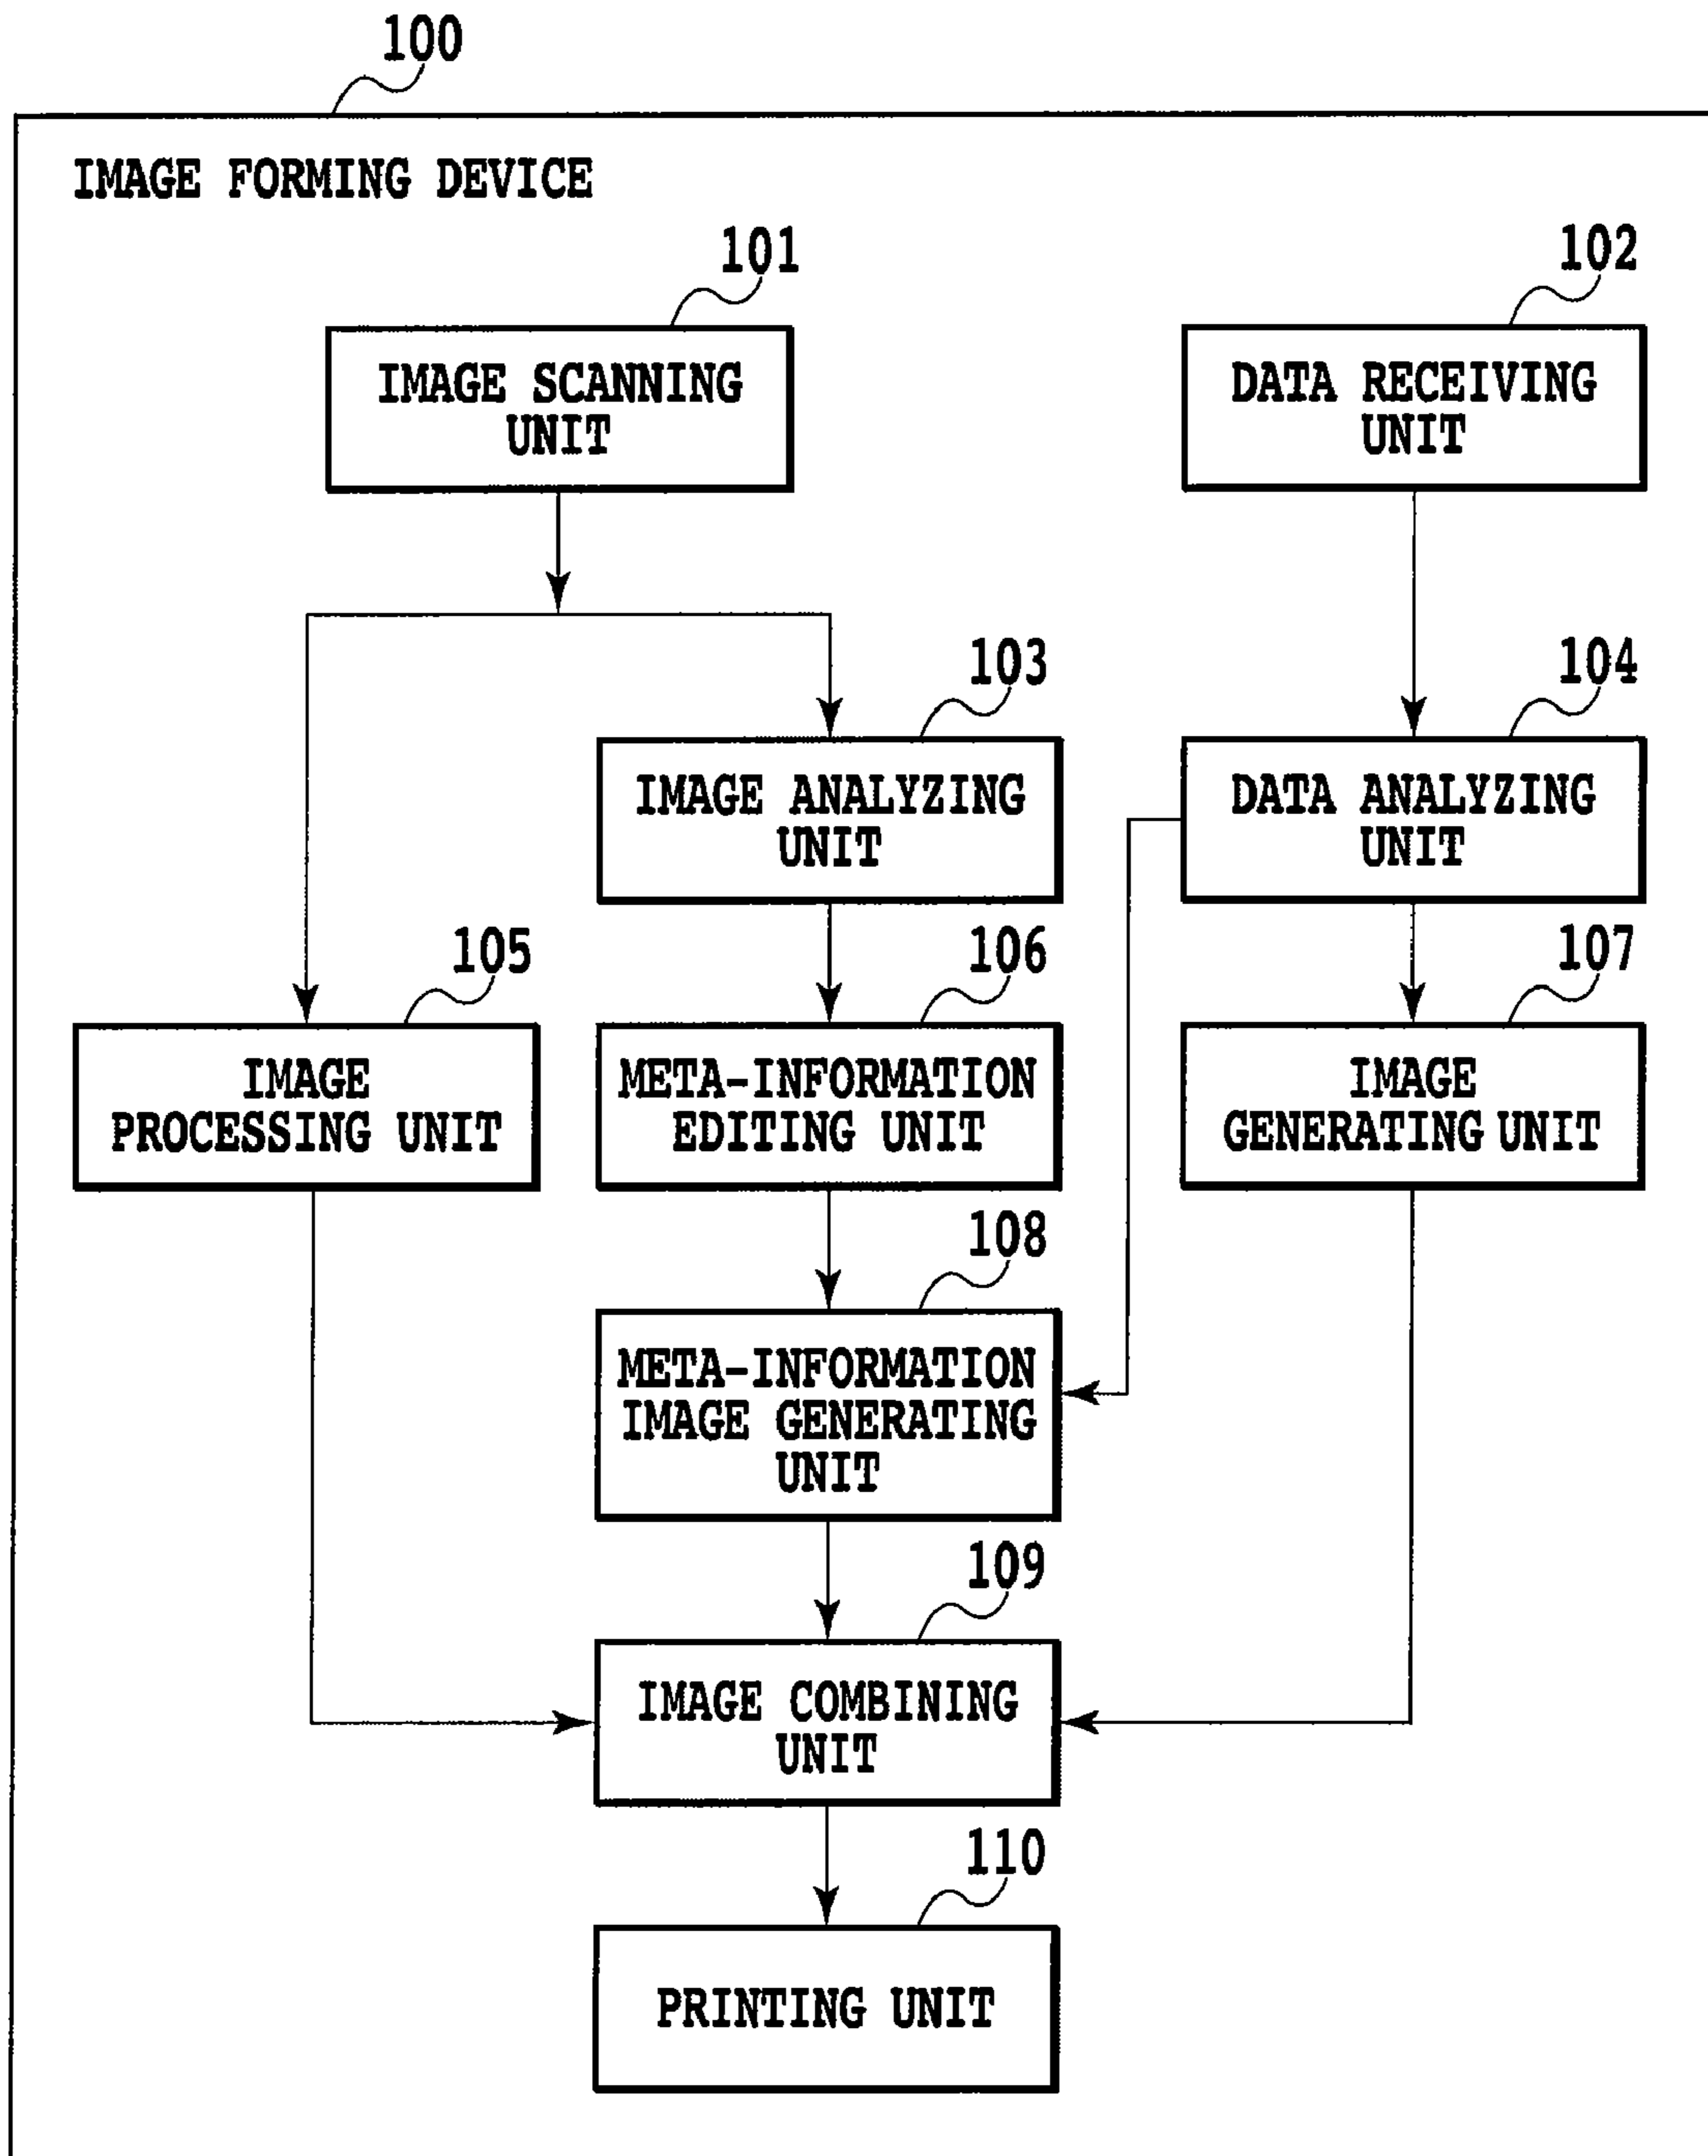 100
IMAGE FORMING DEVICE
101
102
IMAGE SCANNING
UNIT
DATA RECEIVING
UNIT
103
104
IMAGE ANALYZING
UNIT
DATA ANALYZING
UNIT
105
106
107
IMAGE
PROCESSING UNIT
META-INFORMATION
EDITING UNIT
IMAGE
GENERATING UNIT
108
META-INFORMATION
IMAGE GENERATING
UNIT
109
IMAGE COMBINING
UNIT
110
PRINTING UNIT